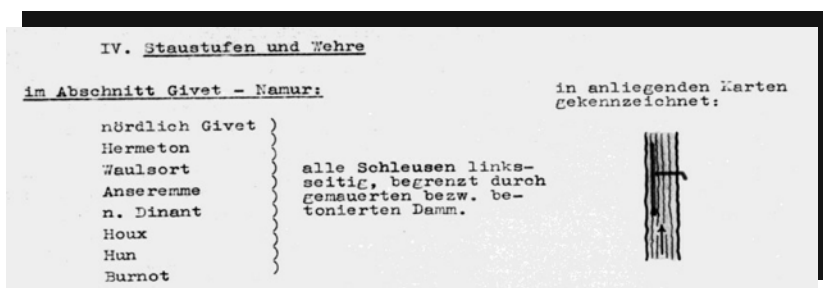 IV. Staustufen und Wehre
im Abschnitt Givet – Namur:
in anliegenden Karten
gekennzeichnet:
nördlich Givet
Hermeton
Waulsort
Anseremme
n. Dinant
Houx
Hun
Burnot
alle Schleusen links-
seitig, begrenzt durch
gemauerten bezw. be-
tonierten Damm.